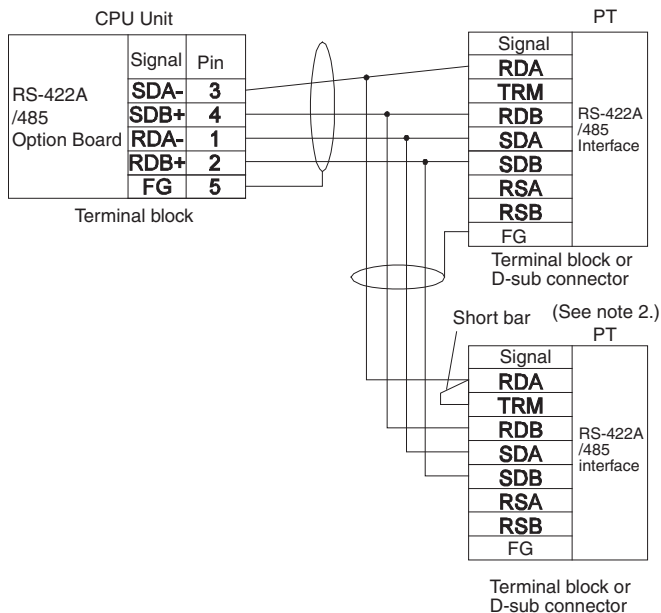 CPU Unit
RS-422A
/485
Option Board
Signal Pin
SDA- 3
SDB+ 4
RDA- 1
RDB+ 2
FG 5
Terminal block
PT
Signal
RDA
TRM
RDB
SDA
SDB
RSA
RSB
FG
RS-422A
/485
Interface
Terminal block or
D-sub connector
Short bar
(See note 2.)
PT
Signal
RDA
TRM
RDB
SDA
SDB
RSA
RSB
FG
RS-422A
/485
interface
Terminal block or
D-sub connector